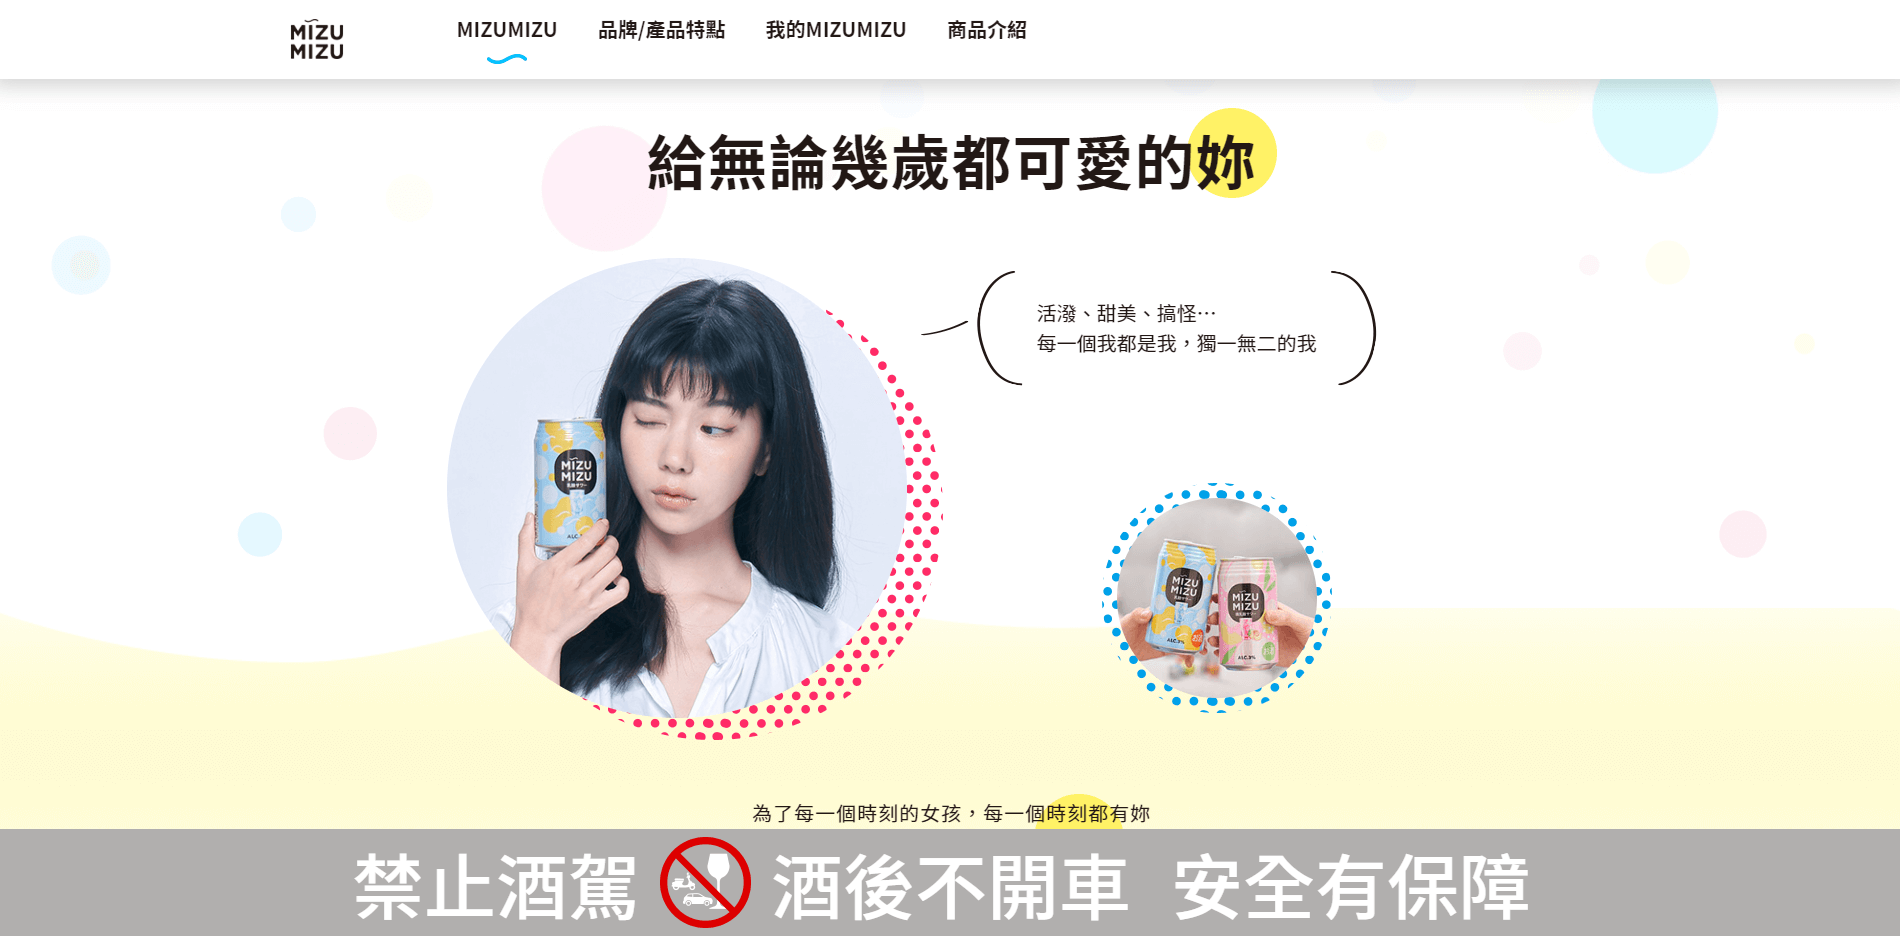 MIZU
MIZU
MIZUMIZU
品牌/產品特點
我的MIZUMIZU
商品介紹
給無論幾歲都可愛的妳
活潑、甜美、搞怪…
每一個我都是我，獨一無二的我
MIZU
MIZU
MIZU
MIZU
ALC.3%
MIZU
MIZU
ALC.3%
為了每一個時刻的女孩，每一個時刻都有妳
禁止酒駕 酒後不開車 安全有保障